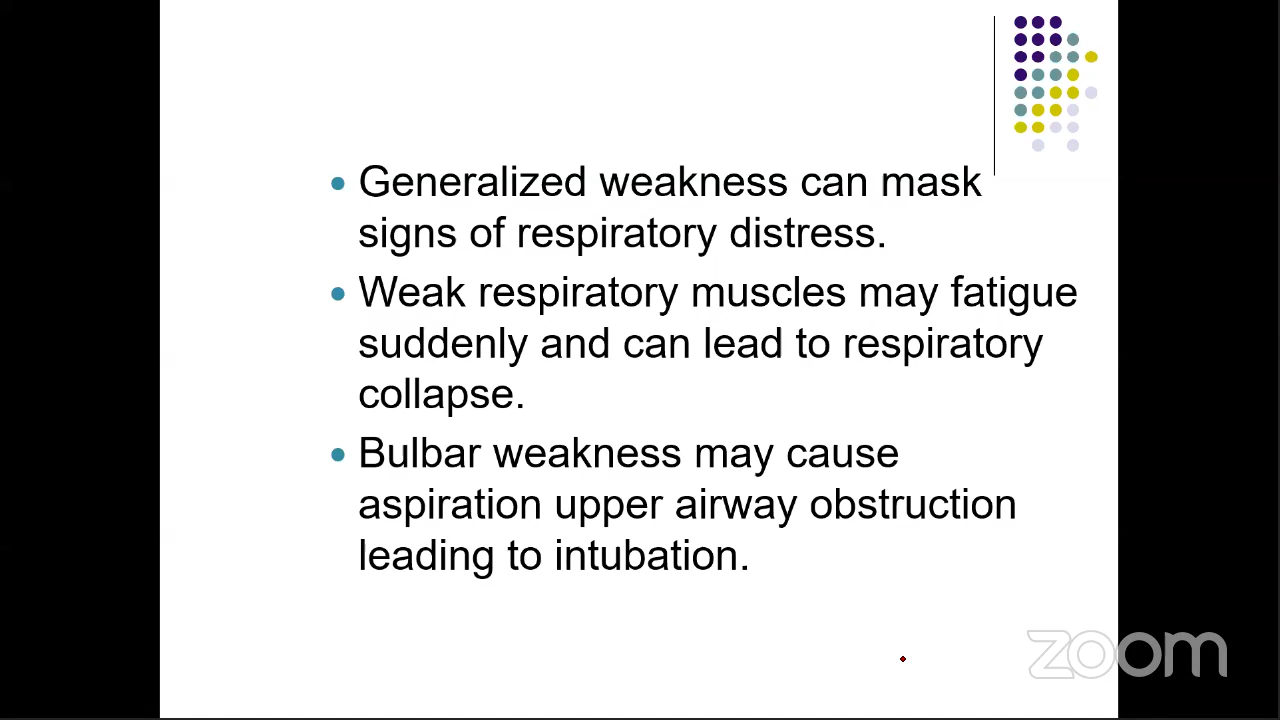 Generalized weakness can mask
signs of respiratory distress.
Weak respiratory muscles may fatigue
suddenly and can lead to respiratory
collapse.
Bulbar weakness may cause
aspiration upper airway obstruction
leading to intubation.
zoom